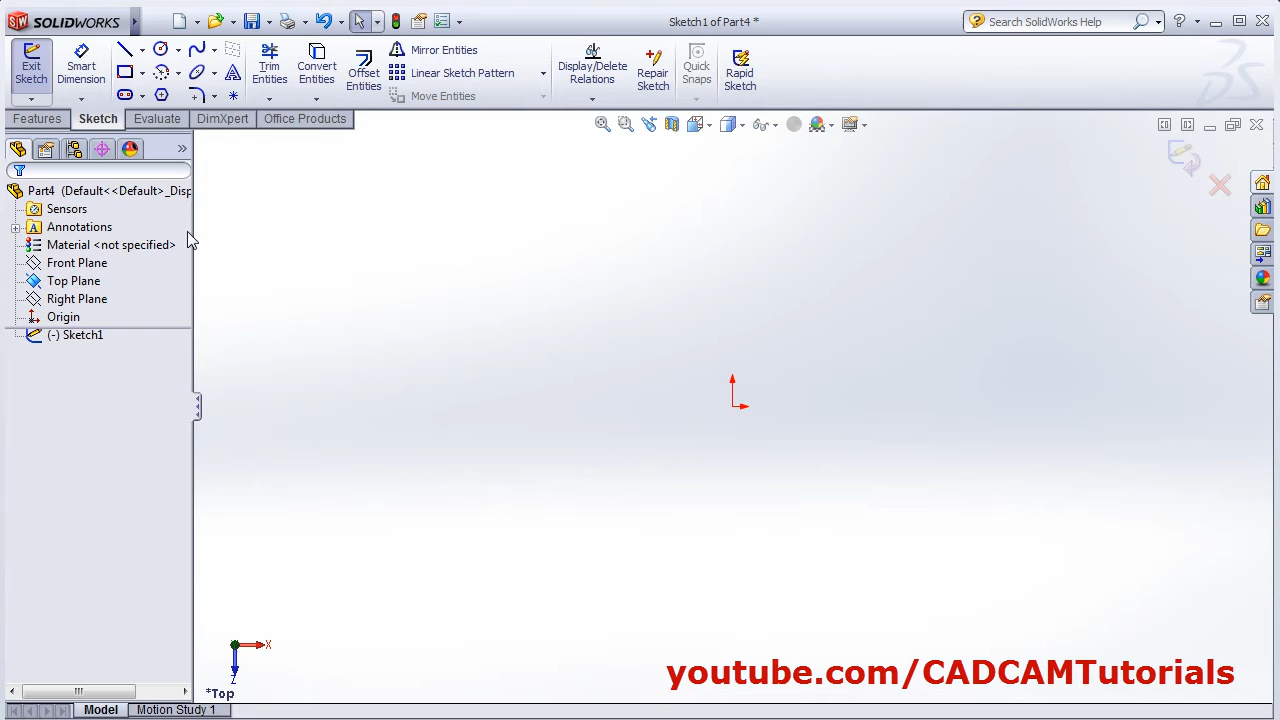 SOLIDWORKS
Sketch1 of Part4 *
Search SolidWorks Help
Exit Sketch
Smart Dimension
Trim Entities
Convert Entities
Offset Entities
Mirror Entities
Linear Sketch Pattern
Move Entities
Display/Delete Relations
Repair Sketch
Quick Snaps
Rapid Sketch
Features
Sketch
Evaluate
DimXpert
Office Products
Part4 (Default<<Default>_Disp
Sensors
Annotations
Material <not specified>
Front Plane
Top Plane
Right Plane
Origin
(-) Sketch1
X
Z
*Top
youtube.com/CADCAMTutorials
Model
Motion Study 1